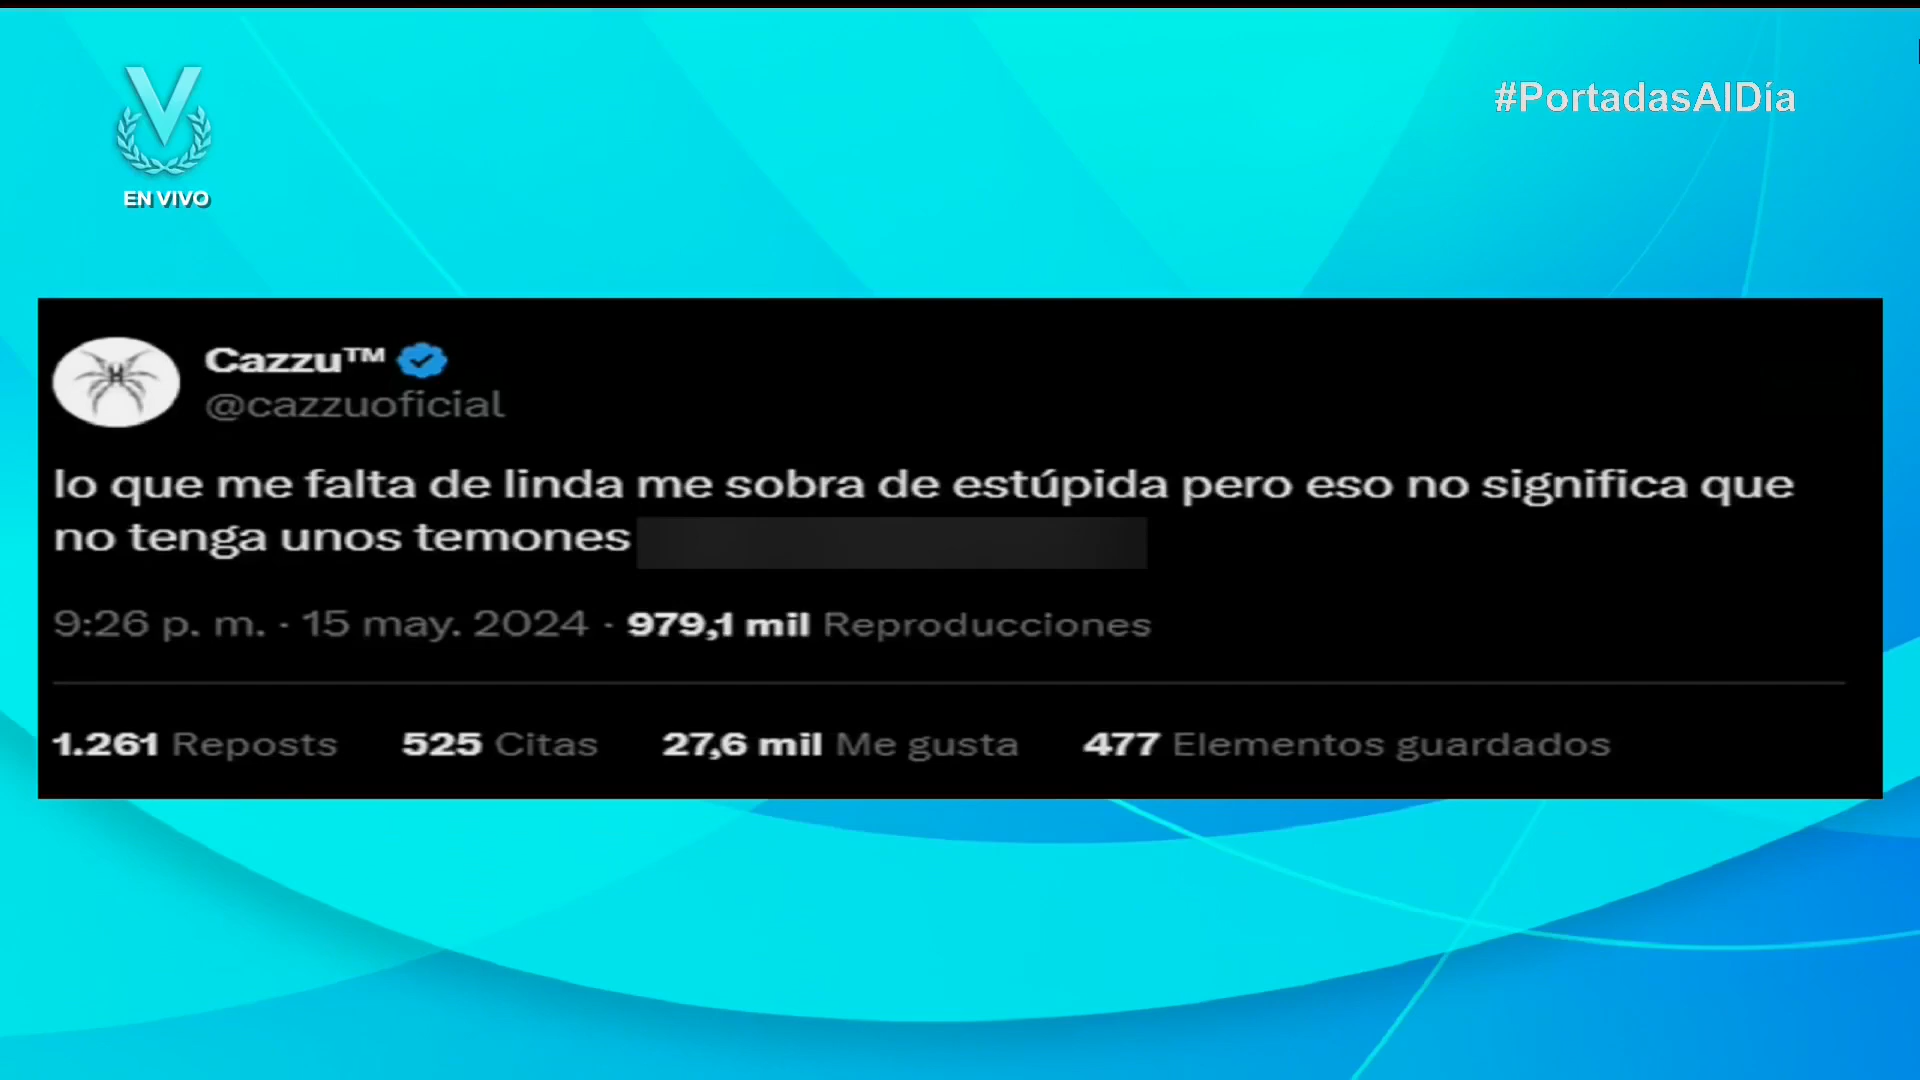 V
EN VIVO
#PortadasAlDía
Cazzu™
@cazzuoficial
lo que me falta de linda me sobra de estúpida pero eso no significa que
no tenga unos temones
9:26 p. m. · 15 may. 2024 · 979,1 mil Reproducciones
1.261 Reposts 525 Citas 27,6 mil Me gusta 477 Elementos guardados